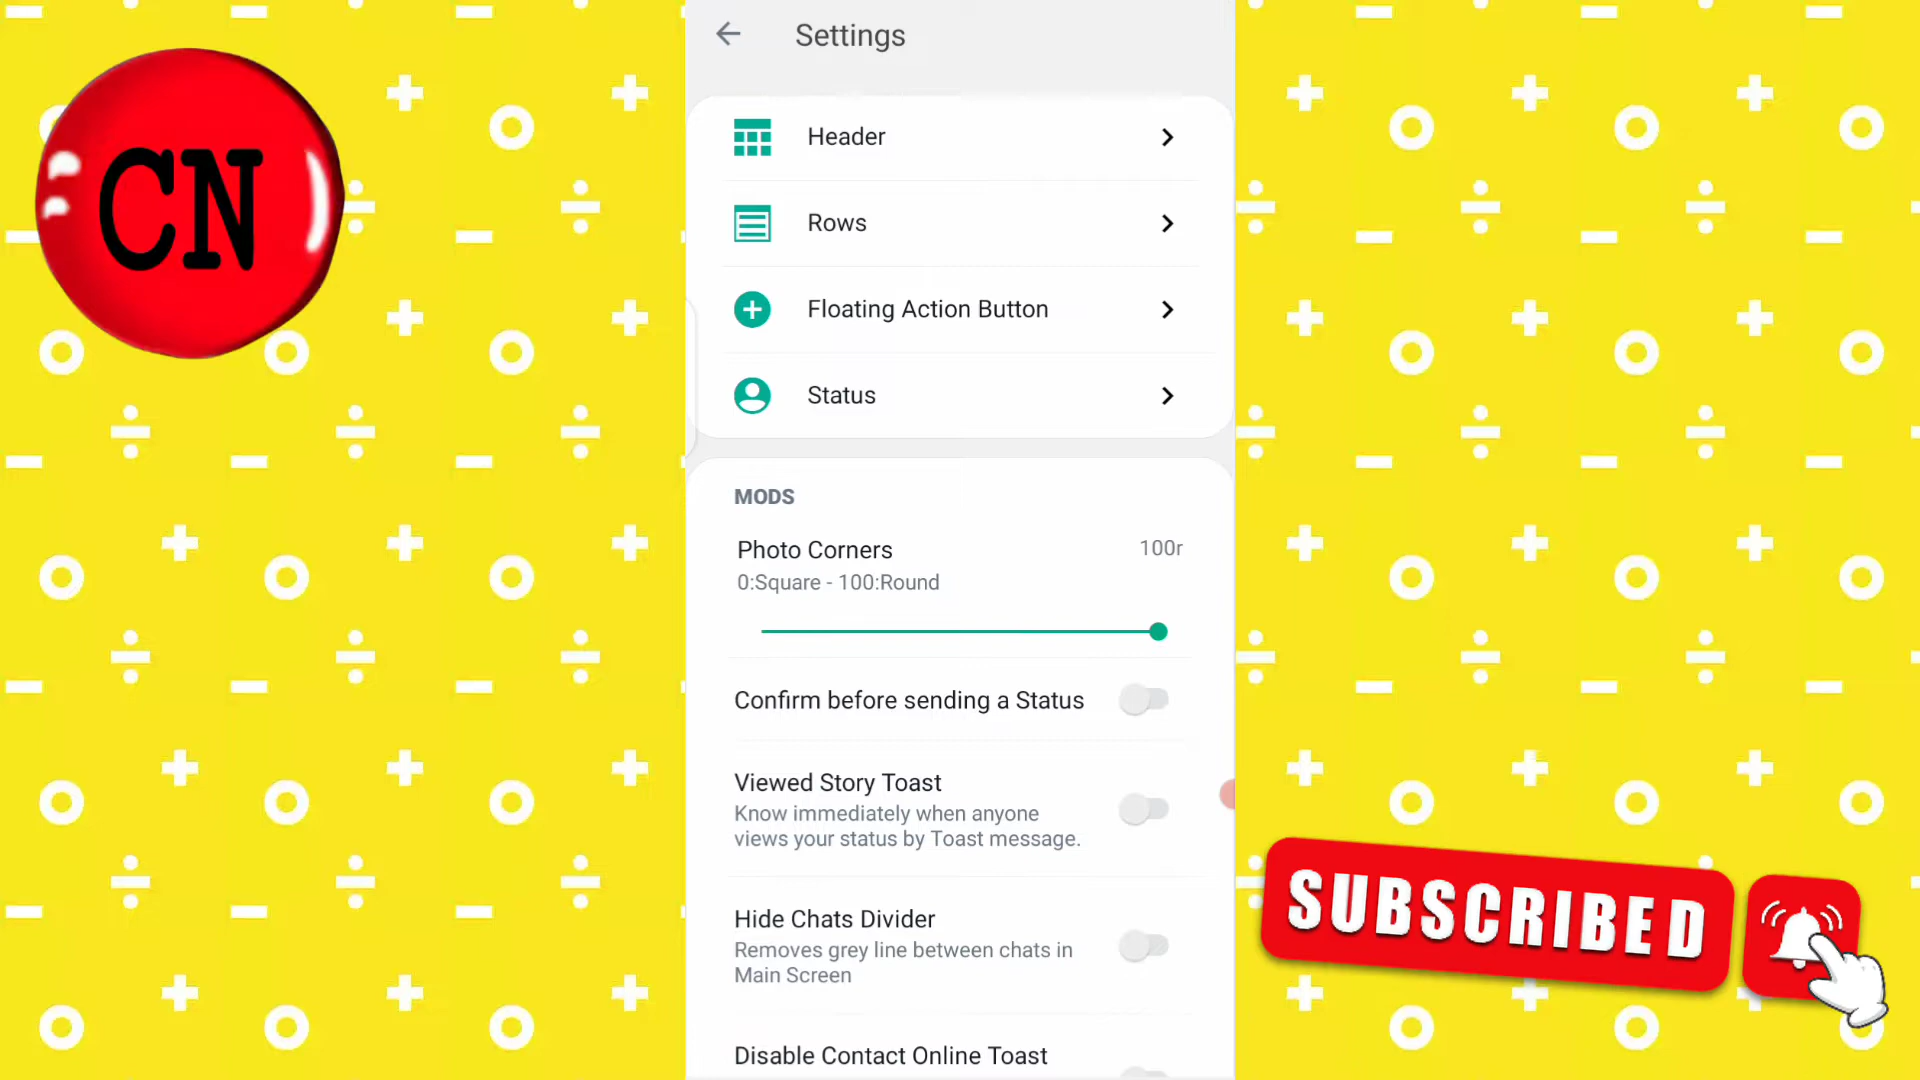 CN
Settings
Header
Rows
Floating Action Button
Status
MODS
Photo Corners
100r
0:Square - 100:Round
Confirm before sending a Status
Viewed Story Toast
Know immediately when anyone
views your status by Toast message.
Hide Chats Divider
Removes grey line between chats in
Main Screen
Disable Contact Online Toast
SUBSCRIBED